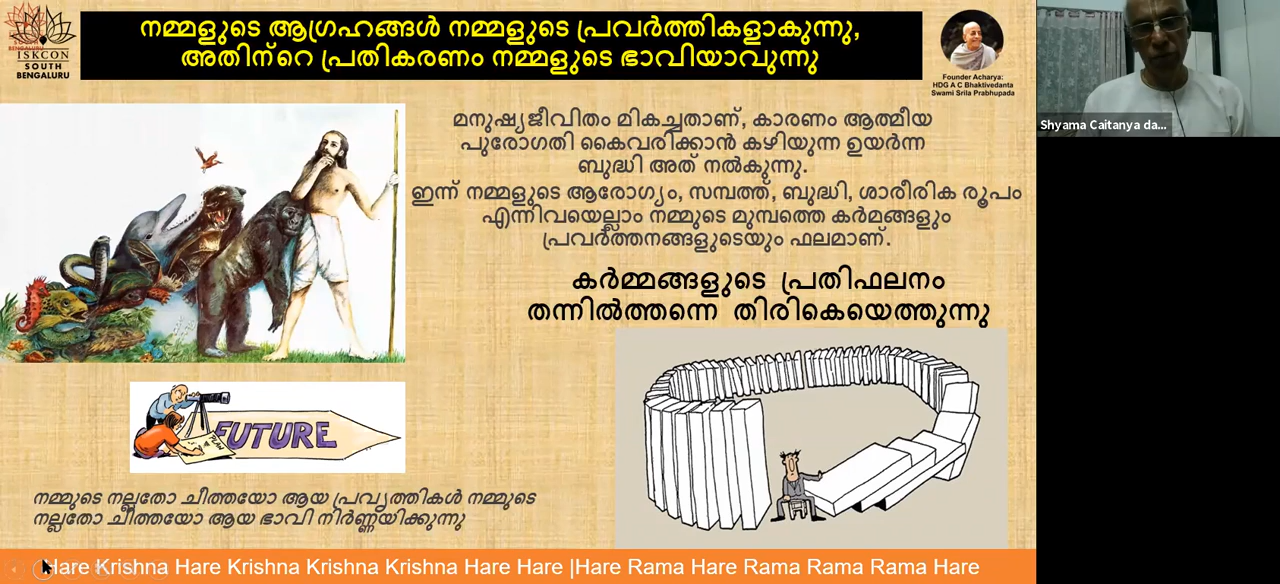 ISKCON
SOUTH
BENGALURU
നമ്മളുടെ ആഗ്രഹങ്ങൾ നമ്മളുടെ പ്രവർത്തികളാകുന്നു,
അതിന്റെ പ്രതികരണം നമ്മളുടെ ഭാവിയാവുന്നു
Founder Acharya:
HDG A C Bhaktivedanta
Swami Srila Prabhupada
Shyama Caitanya da...
മനുഷ്യജീവിതം മികച്ചതാണ്, കാരണം ആത്മീയ
പുരോഗതി കൈവരിക്കാൻ കഴിയുന്ന ഉയർന്ന
ബുദ്ധി അത് നൽകുന്നു.
ഇന്ന് നമ്മളുടെ ആരോഗ്യം, സമ്പത്ത്, ബുദ്ധി, ശാരീരിക രൂപം
എന്നിവയെല്ലാം നമ്മുടെ മുമ്പത്തെ കർമങ്ങളും
പ്രവർത്തനങ്ങളുടെയും ഫലമാണ്.
കർമ്മങ്ങളുടെ പ്രതിഫലനം
തന്നിൽത്തന്നെ തിരികെയെത്തുന്നു
FUTURE
PLAN
നമ്മുടെ നല്ലതോ ചീത്തയോ ആയ പ്രവൃത്തികൾ നമ്മുടെ
നല്ലതോ ചീത്തയോ ആയ ഭാവി നിർണ്ണയിക്കുന്നു
Hare Krishna Hare Krishna Krishna Krishna Hare Hare |Hare Rama Hare Rama Rama Rama Hare